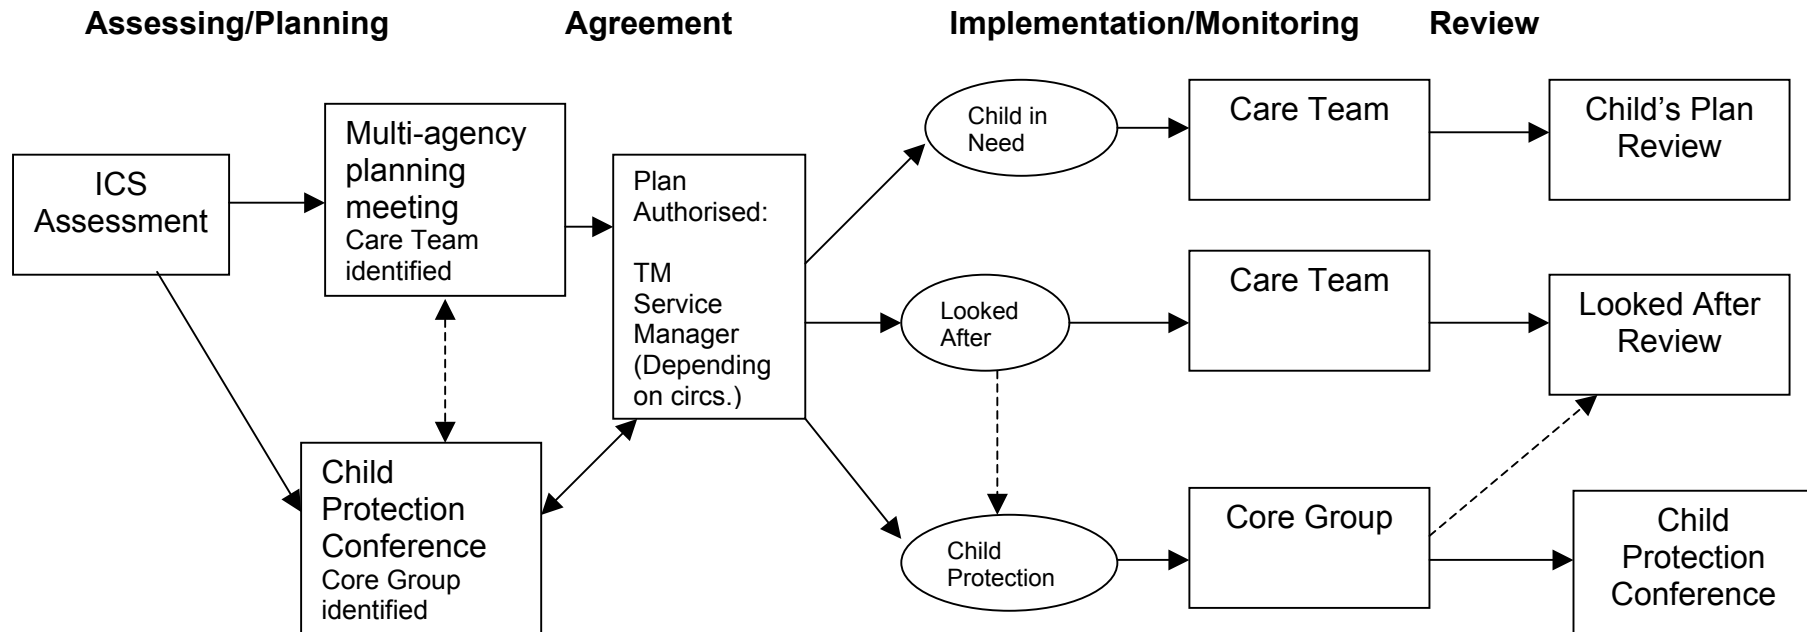 Assessing/Planning
Agreement
Implementation/Monitoring
Review
ICS
Assessment
Multi-agency
planning
meeting
Care Team
identified
Child
Protection
Conference
Core Group
identified
Plan
Authorised:
TM
Service
Manager
(Depending
on circs.)
Child in
Need
Care Team
Child’s Plan
Review
Looked
After
Care Team
Looked After
Review
Child
Protection
Core Group
Child
Protection
Conference